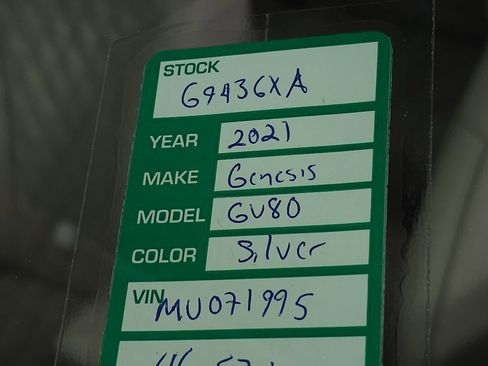 STOCK
G9436XA
YEAR 2021
MAKE Genesis
MODEL GV80
COLOR Silver
VIN MU071995